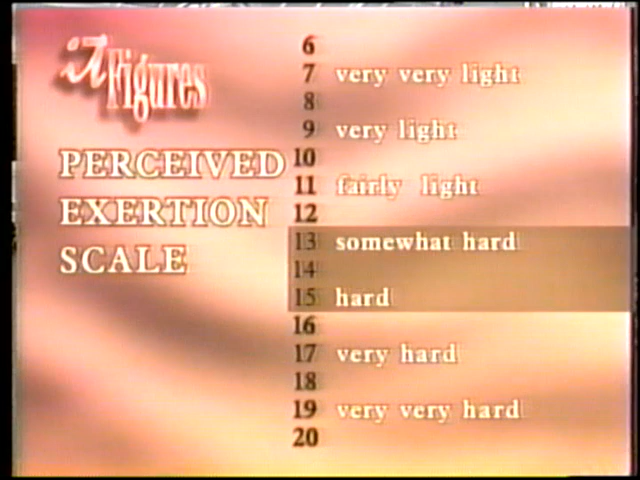 it Figures
PERCEIVED
EXERTION
SCALE
6
7 very very light
8
9 very light
10
11 fairly light
12
13 somewhat hard
14
15 hard
16
17 very hard
18
19 very very hard
20